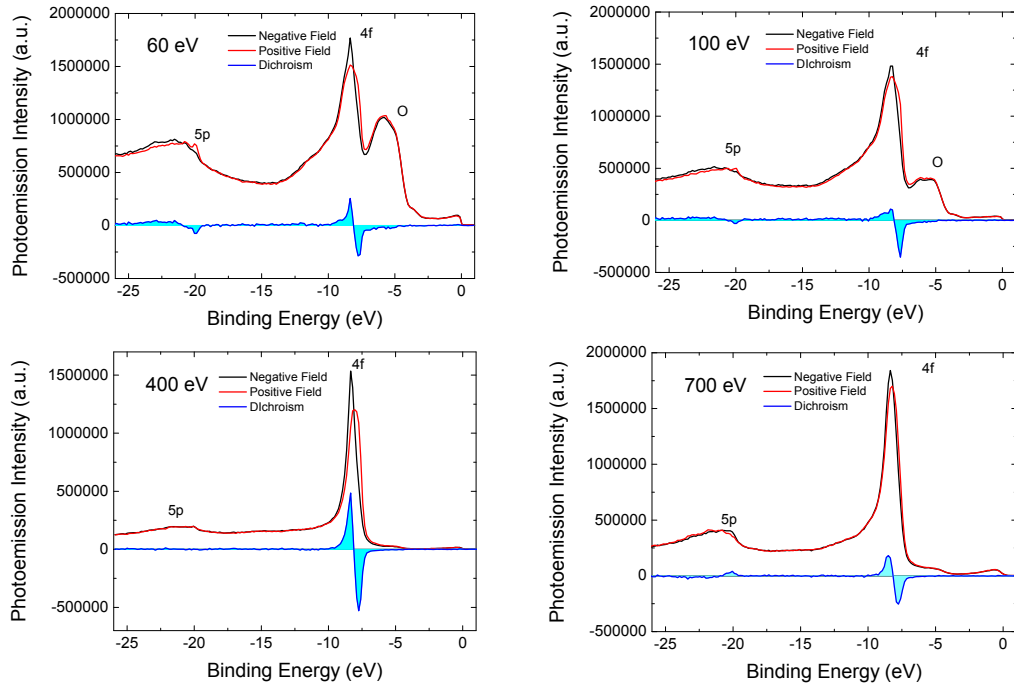 2000000
1500000
1000000
500000
0
-500000
Photoemission Intensity (a.u.)
60 eV
4f
Negative Field
Positive Field
Dichroism
5p
O
-25 -20 -15 -10 -5 0
Binding Energy (eV)
2000000
1500000
1000000
500000
0
-500000
Photoemission Intensity (a.u.)
100 eV
4f
Negative Field
Positive Field
DIchroism
5p
O
-25 -20 -15 -10 -5 0
Binding Energy (eV)
1500000
1000000
500000
0
-500000
Photoemission Intensity (a.u.)
400 eV
4f
Negative Field
Positive Field
DIchroism
5p
-25 -20 -15 -10 -5 0
Binding Energy (eV)
2000000
1500000
1000000
500000
0
-500000
Photoemission Intensity (a.u.)
700 eV
4f
Negative Field
Positive Field
Dichroism
5p
-25 -20 -15 -10 -5 0
Binding Energy (eV)